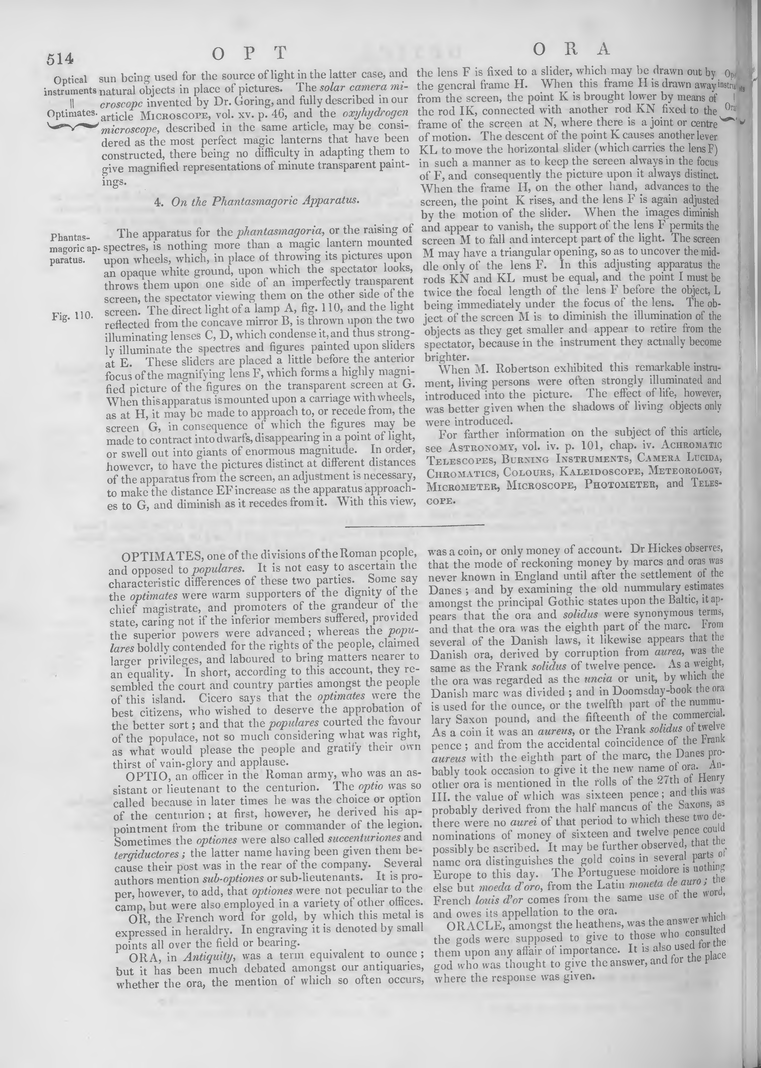 514
O P T
O R A
Optical
instruments
||
Optimates.
sun being used for the source of light in the latter case, and
natural objects in place of pictures. The solar camera mi-
croscope invented by Dr. Goring, and fully described in our
article MICROSCOPE, vol. xv. p. 46, and the oxyhydrogen
microscope, described in the same article, may be consi-
dered as the most perfect magic lanterns that have been
constructed, there being no difficulty in adapting them to
give magnified representations of minute transparent paint-
ings.
4. On the Phantasmagoric Apparatus.
Phantas-
magoric ap-
paratus.
The apparatus for the phantasmagoria, or the raising of
spectres, is nothing more than a magic lantern mounted
upon wheels, which, in place of throwing its pictures upon
an opaque white ground, upon which the spectator looks,
throws them upon one side of an imperfectly transparent
screen, the spectator viewing them on the other side of the
Fig. 110.
screen. The direct light of a lamp A, fig. 110, and the light
reflected from the concave mirror B, is thrown upon the two
illuminating lenses C, D, which condense it, and thus strong-
ly illuminate the spectres and figures painted upon sliders
at E. These sliders are placed a little before the anterior
focus of the magnifying lens F, which forms a highly magni-
fied picture of the figures on the transparent screen at G.
When this apparatus is mounted upon a carriage with wheels,
as at H, it may be made to approach to, or recede from, the
screen G, in consequence of which the figures may be
made to contract into dwarfs, disappearing in a point of light,
or swell out into giants of enormous magnitude. In order,
however, to have the pictures distinct at different distances
of the apparatus from the screen, an adjustment is necessary,
to make the distance EF increase as the apparatus approach-
es to G, and diminish as it recedes from it. With this view,
the lens F is fixed to a slider, which may be drawn out by
the general frame H. When this frame H is drawn away
from the screen, the point K is brought lower by means of
the rod IK, connected with another rod KN fixed to the
frame of the screen at N, where there is a joint or centre
of motion. The descent of the point K causes another lever
KL to move the horizontal slider (which carries the lens F)
in such a manner as to keep the screen always in the focus
of F, and consequently the picture upon it always distinct.
When the frame H, on the other hand, advances to the
screen, the point K rises, and the lens F is again adjusted
by the motion of the slider. When the images diminish
and appear to vanish, the support of the lens F permits the
screen M to fall and intercept part of the light. The screen
M may have a triangular opening, so as to uncover the mid-
dle only of the lens F. In this adjusting apparatus the
rods KN and KL must be equal, and the point I must be
twice the focal length of the lens F before the object, L
being immediately under the focus of the lens. The ob-
ject of the screen M is to diminish the illumination of the
objects as they get smaller and appear to retire from the
spectator, because in the instrument they actually become
brighter.
When M. Robertson exhibited this remarkable instru-
ment, living persons were often strongly illuminated and
introduced into the picture. The effect of life, however,
was better given when the shadows of living objects only
were introduced.
For farther information on the subject of this article,
see ASTRONOMY, vol. iv. p. 101, chap. iv. ACHROMATIC
TELESCOPES, BURNING INSTRUMENTS, CAMERA LUCIDA,
CHROMATICS, COLOURS, KALEIDOSCOPE, METEOROLOGY,
MICROMETER, MICROSCOPE, PHOTOMETER, and TELES-
COPE.
OPTIMATES, one of the divisions of the Roman people,
and opposed to populares. It is not easy to ascertain the
characteristic differences of these two parties. Some say
the optimates were warm supporters of the dignity of the
chief magistrate, and promoters of the grandeur of the
state, caring not if the inferior members suffered, provided
the superior powers were advanced; whereas the popu-
lares boldly contended for the rights of the people, claimed
larger privileges, and laboured to bring matters nearer to
an equality. In short, according to this account, they re-
sembled the court and country parties amongst the people
of this island. Cicero says that the optimates were the
best citizens, who wished to deserve the approbation of
the better sort; and that the populares courted the favour
of the populace, not so much considering what was right,
as what would please the people and gratify their own
thirst of vain-glory and applause.
OPTIO, an officer in the Roman army, who was an as-
sistant or lieutenant to the centurion. The optio was so
called because in later times he was the choice or option
of the centurion; at first, however, he derived his ap-
pointment from the tribune or commander of the legion.
Sometimes the optiones were also called succenturiones and
tergiductores; the latter name having been given them be-
cause their post was in the rear of the company. Several
authors mention sub-optiones or sub-lieutenants. It is pro-
per, however, to add, that optiones were not peculiar to the
camp, but were also employed in a variety of other offices.
OR, the French word for gold, by which this metal is
expressed in heraldry. In engraving it is denoted by small
points all over the field or bearing.
ORA, in Antiquity, was a term equivalent to ounce;
but it has been much debated amongst our antiquaries,
whether the ora, the mention of which so often occurs,
was a coin, or only money of account. Dr Hickes observes,
that the mode of reckoning money by marcs and oras was
never known in England until after the settlement of the
Danes; and by examining the old nummulary estimates
amongst the principal Gothic states upon the Baltic, it ap-
pears that the ora and solidus were synonymous terms,
and that the ora was the eighth part of the marc. From
several of the Danish laws, it likewise appears that the
Danish ora, derived by corruption from aurea, was the
same as the Frank solidus of twelve pence. As a weight,
the ora was regarded as the uncia or unit, by which the
Danish marc was divided; and in Doomsday-book the ora
is used for the ounce, or the twelfth part of the nummu-
lary Saxon pound, and the fifteenth of the commercial.
As a coin it was an aureus, or the Frank solidus of twelve
pence; and from the accidental coincidence of the Frank
aureus with the eighth part of the marc, the Danes pro-
bably took occasion to give it the new name of ora. An-
other ora is mentioned in the rolls of the 27th of Henry
III. the value of which was sixteen pence; and this was
probably derived from the half mancus of the Saxons, as
there were no aurei of that period to which these two de-
nominations of money of sixteen and twelve pence could
possibly be ascribed. It may be further observed, that the
name ora distinguishes the gold coins in several parts of
Europe to this day. The Portuguese moidore is nothing
else but moeda d'oro, from the Latin moneta de auro; the
French louis d'or comes from the same use of the word,
and owes its appellation to the ora.
ORACLE, amongst the heathens, was the answer which
the gods were supposed to give to those who consulted
them upon any affair of importance. It is also used for the
god who was thought to give the answer, and for the place
where the response was given.